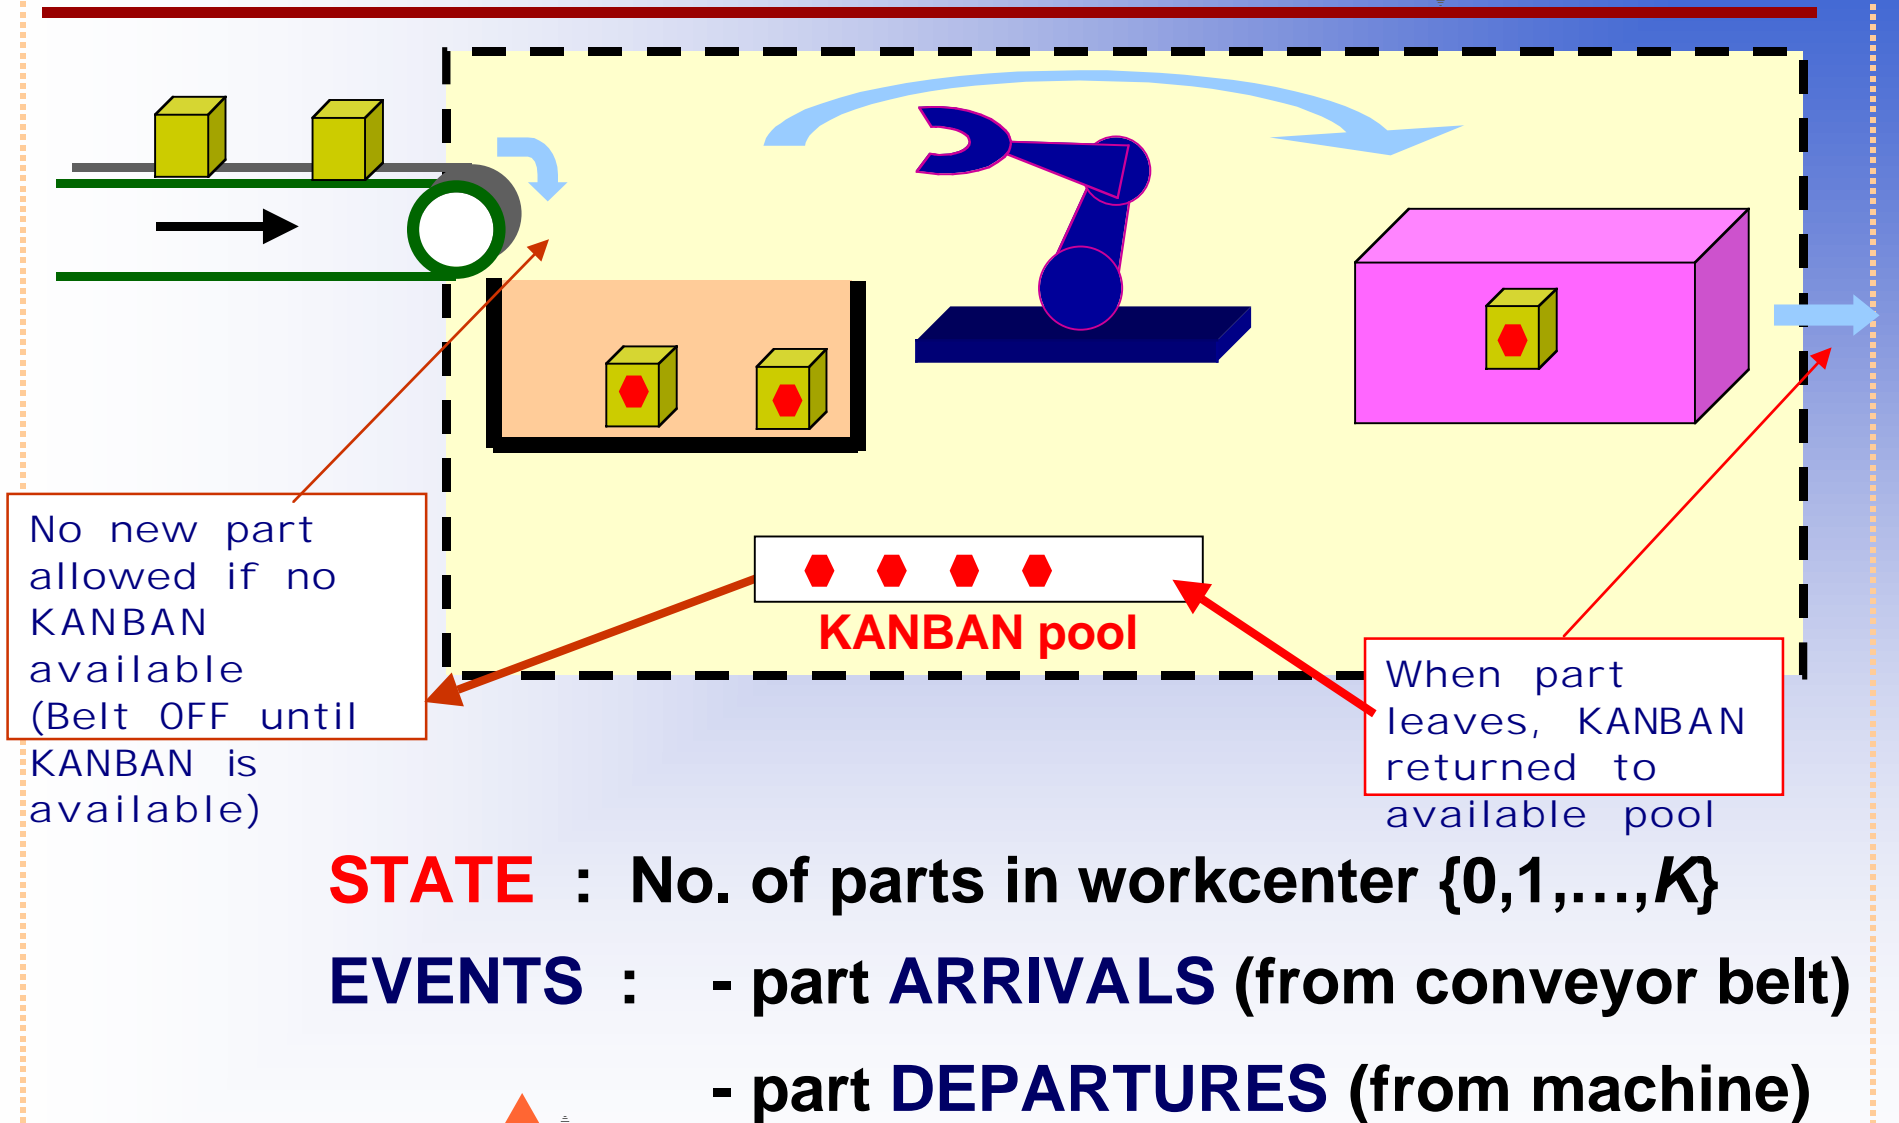 No new part
allowed if no
KANBAN
available
(Belt OFF until
KANBAN is
available)
KANBAN pool
When part
leaves, KANBAN
returned to
available pool
STATE : No. of parts in workcenter {0,1,…,K}
EVENTS : - part ARRIVALS (from conveyor belt)
- part DEPARTURES (from machine)